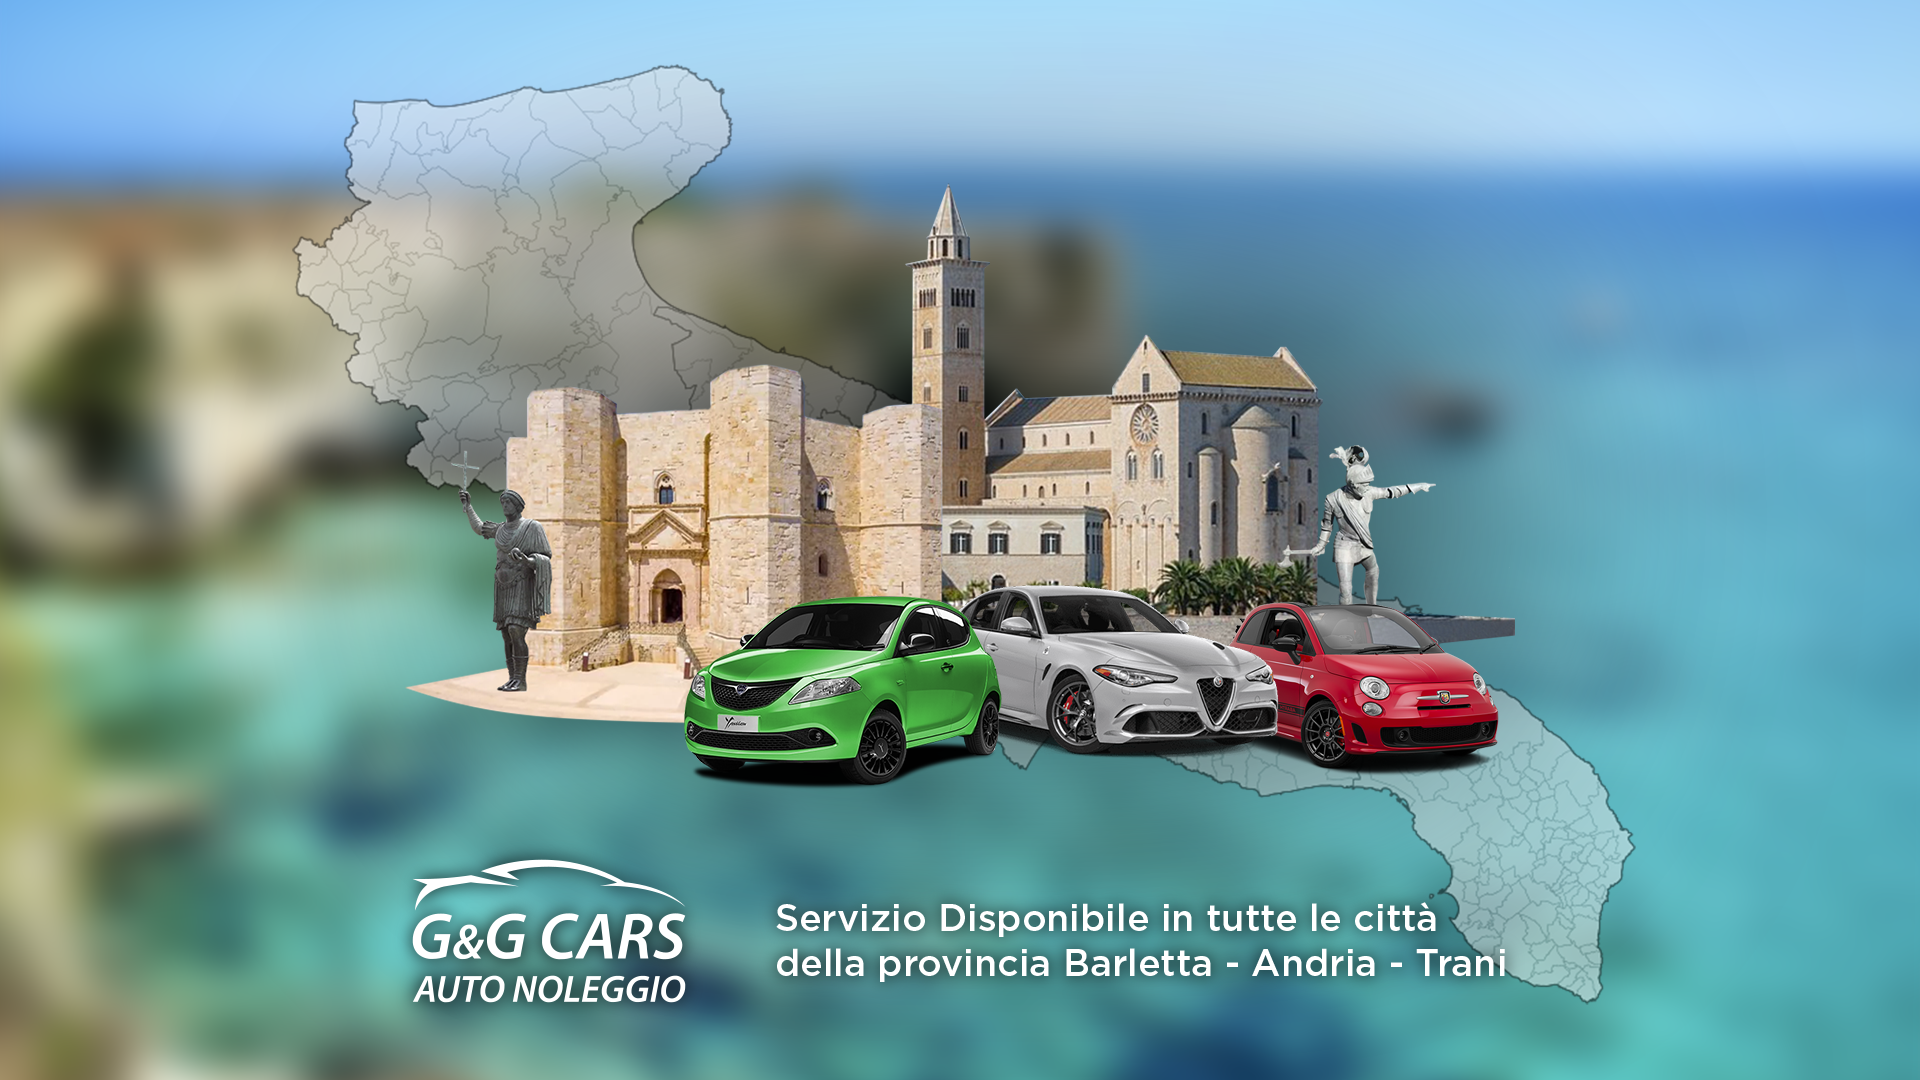 G&G CARS
AUTO NOLEGGIO
Servizio Disponibile in tutte le città
della provincia Barletta - Andria - Trani